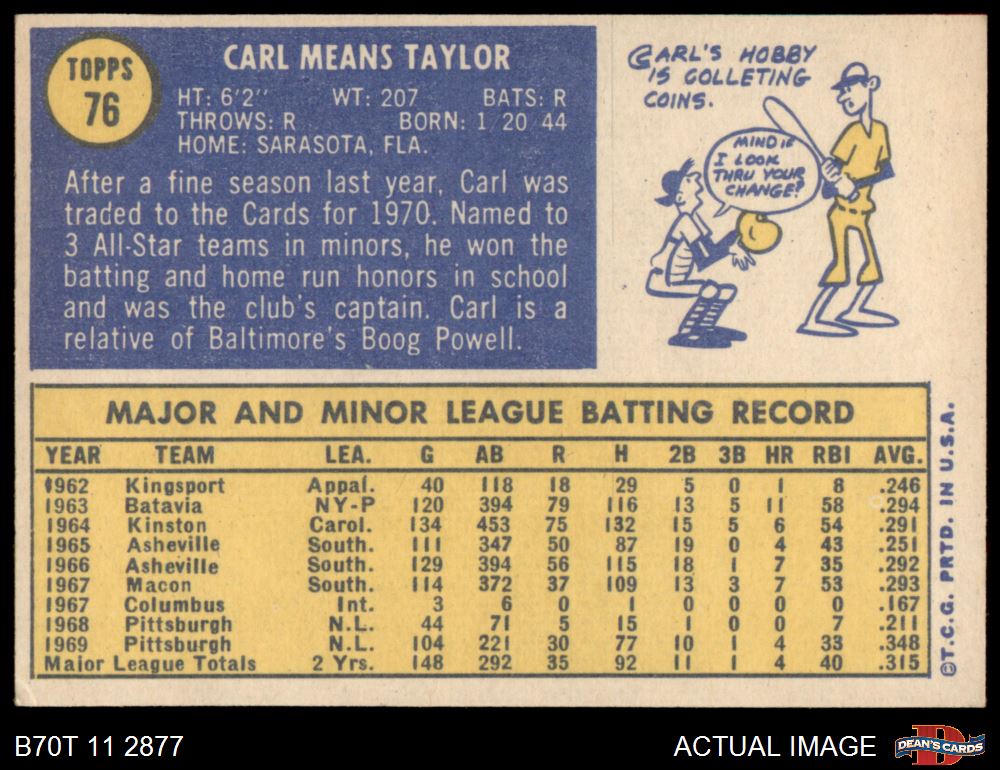 TOPPS
76
CARL MEANS TAYLOR
HT: 6'2" WT: 207 BATS: R
THROWS: R BORN: 1 20 44
HOME: SARASOTA, FLA.
After a fine season last year, Carl was
traded to the Cards for 1970. Named to
3 All-Star teams in minors, he won the
batting and home run honors in school
and was the club's captain. Carl is a
relative of Baltimore's Boog Powell.
CARL'S HOBBY
IS COLLETING
COINS.
MIND IF
I LOOK
THRU YOUR
CHANGE?
MAJOR AND MINOR LEAGUE BATTING RECORD
YEAR TEAM LEA. G AB R H 2B 3B HR RBI AVG.
1962 Kingsport Appal. 40 118 18 29 5 0 1 8 .246
1963 Batavia NY-P 120 394 79 116 13 5 11 58 .294
1964 Kinston Carol. 134 453 75 132 15 5 6 54 .291
1965 Asheville South. 111 347 50 87 19 0 4 43 .251
1966 Asheville South. 129 394 56 115 18 1 7 35 .292
1967 Macon South. 114 372 37 109 13 3 7 53 .293
1967 Columbus Int. 3 6 0 1 0 0 0 0 .167
1968 Pittsburgh N.L. 44 71 5 15 1 0 0 7 .211
1969 Pittsburgh N.L. 104 221 30 77 10 1 4 33 .348
Major League Totals 2 Yrs. 148 292 35 92 11 1 4 40 .315
©T.C.G. PRTD. IN U.S.A.
B70T 11 2877
ACTUAL IMAGE
D
DEAN'S CARDS